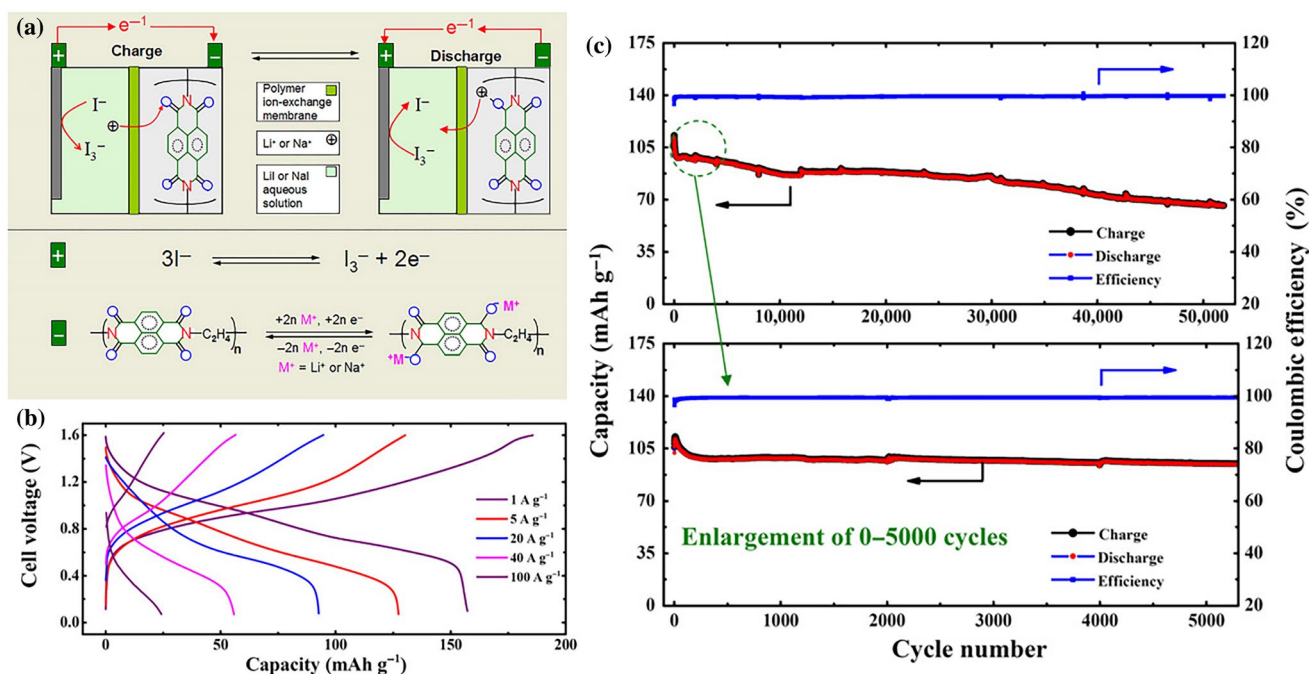 (a)
e⁻¹
e⁻¹
+ Charge −
+ Discharge −
I⁻
I₃⁻
⊕
N
N
Polymer
ion-exchange
membrane
Li⁺ or Na⁺ ⊕
LiI or NaI
aqueous
solution
I⁻
I₃⁻
⊕
N
N
+ 3I⁻ I₃⁻ + 2e⁻
− N N C₂H₄ n
+2n M⁺, +2n e⁻
−2n M⁺, −2n e⁻
M⁺ = Li⁺ or Na⁺
− M⁺
N N C₂H₄ n
⁺M −
(b)
Cell voltage (V)
1.6
1.2
0.8
0.4
0.0
1 A g⁻¹
5 A g⁻¹
20 A g⁻¹
40 A g⁻¹
100 A g⁻¹
0 50 100 150 200
Capacity (mAh g⁻¹)
(c)
Capacity (mAh g⁻¹)
175
140
105
70
35
0
120
100
80
60
40
20
Coulombic efficiency (%)
Charge
Discharge
Efficiency
0 10,000 20,000 30,000 40,000 50,000
175
140
105
70
35
0
120
100
80
60
40
20
Enlargement of 0–5000 cycles
Charge
Discharge
Efficiency
0 1000 2000 3000 4000 5000
Cycle number